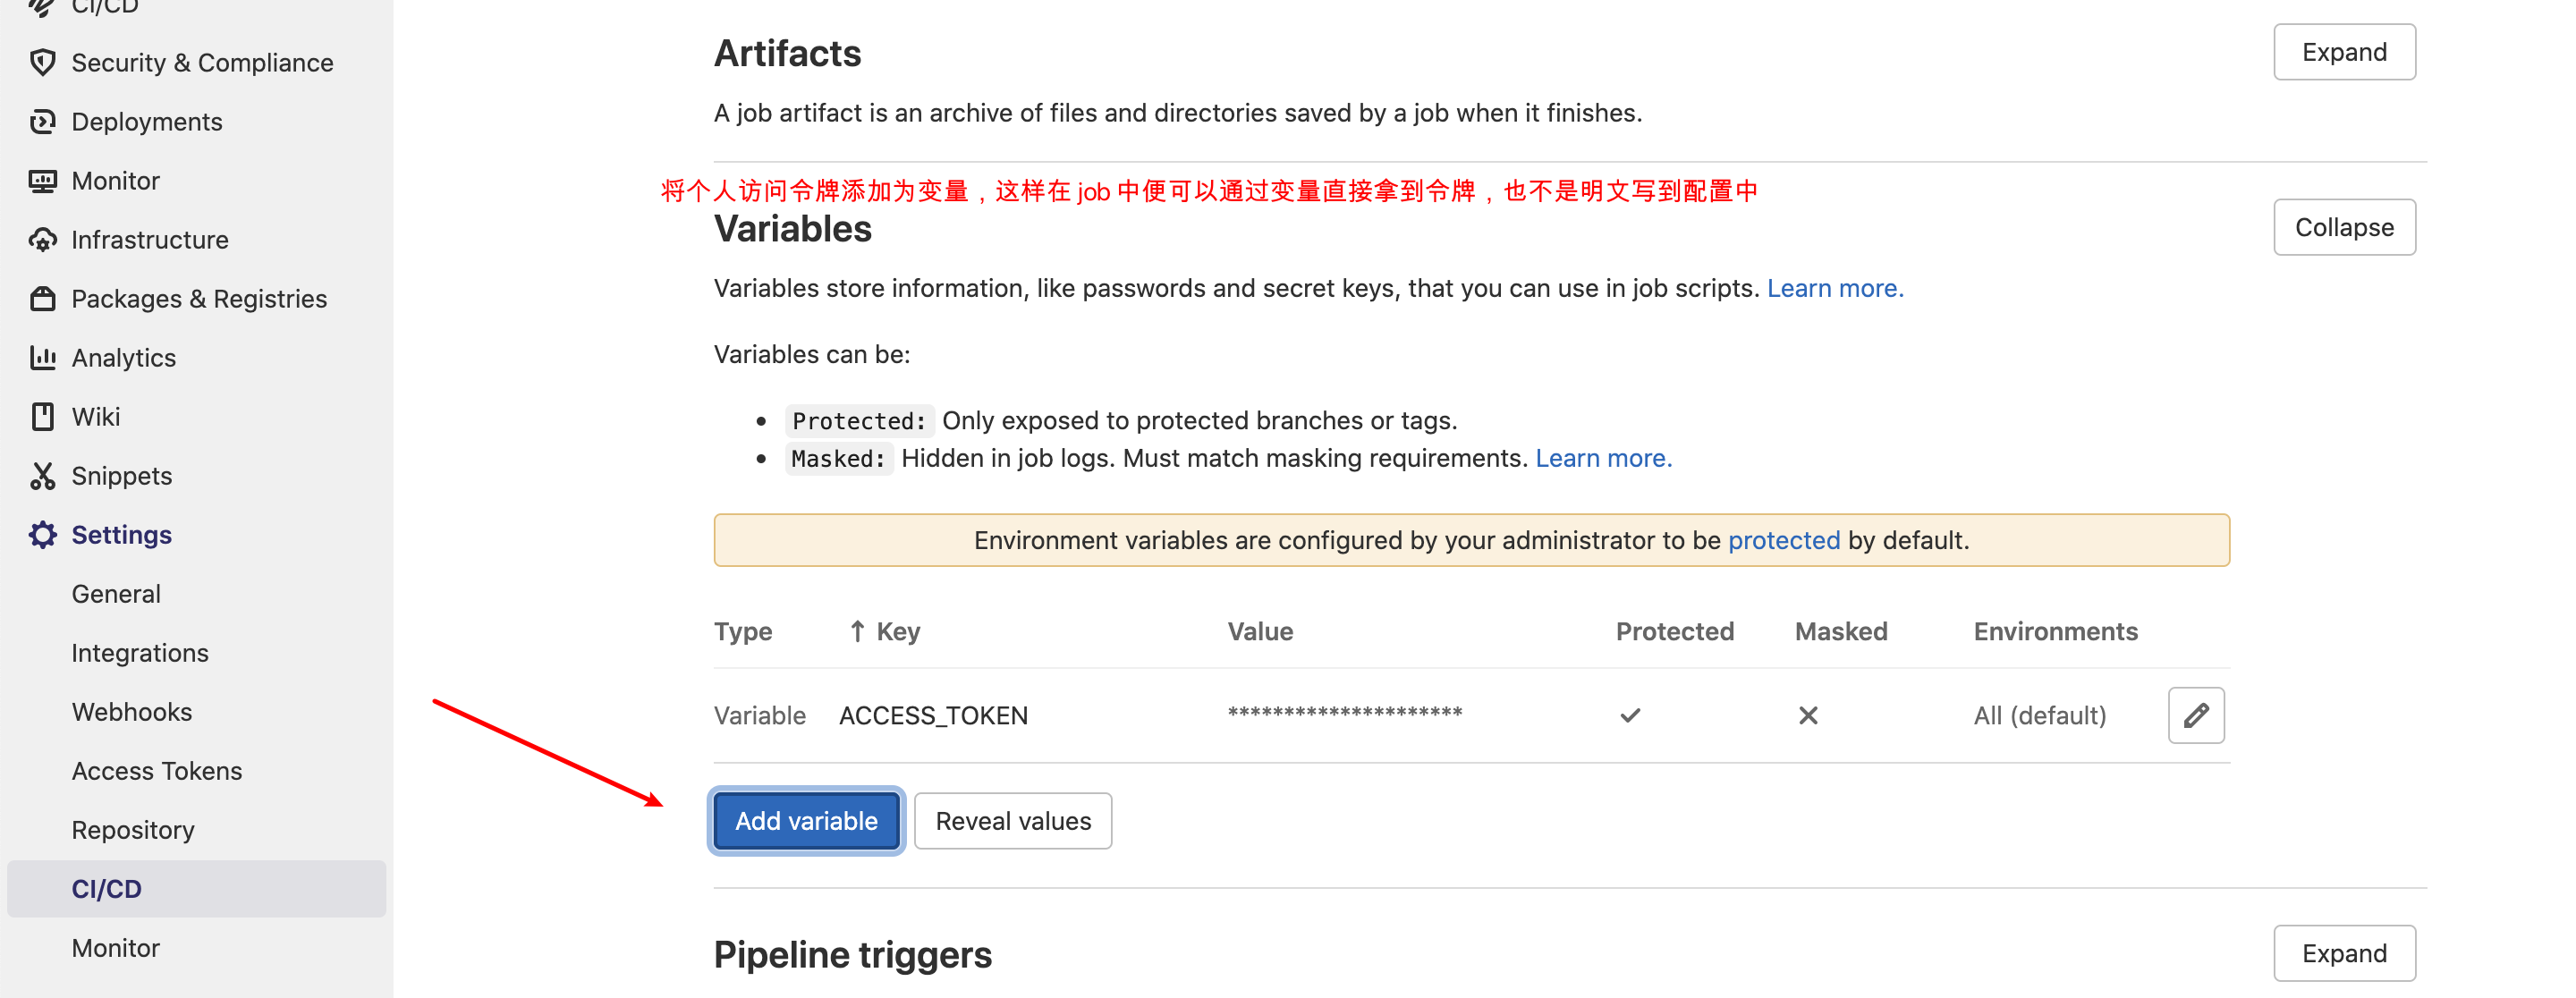 CI/CD
Security & Compliance
Deployments
Monitor
Infrastructure
Packages & Registries
Analytics
Wiki
Snippets
Settings
General
Integrations
Webhooks
Access Tokens
Repository
CI/CD
Monitor
Artifacts
Expand
A job artifact is an archive of files and directories saved by a job when it finishes.
将个人访问令牌添加为变量，这样在 job 中便可以通过变量直接拿到令牌，也不是明文写到配置中
Variables
Collapse
Variables store information, like passwords and secret keys, that you can use in job scripts. Learn more.
Variables can be:
• Protected: Only exposed to protected branches or tags.
• Masked: Hidden in job logs. Must match masking requirements. Learn more.
Environment variables are configured by your administrator to be protected by default.
Type ↑ Key Value Protected Masked Environments
Variable ACCESS_TOKEN ********************* ✓ ✕ All (default)
Add variable Reveal values
Pipeline triggers
Expand